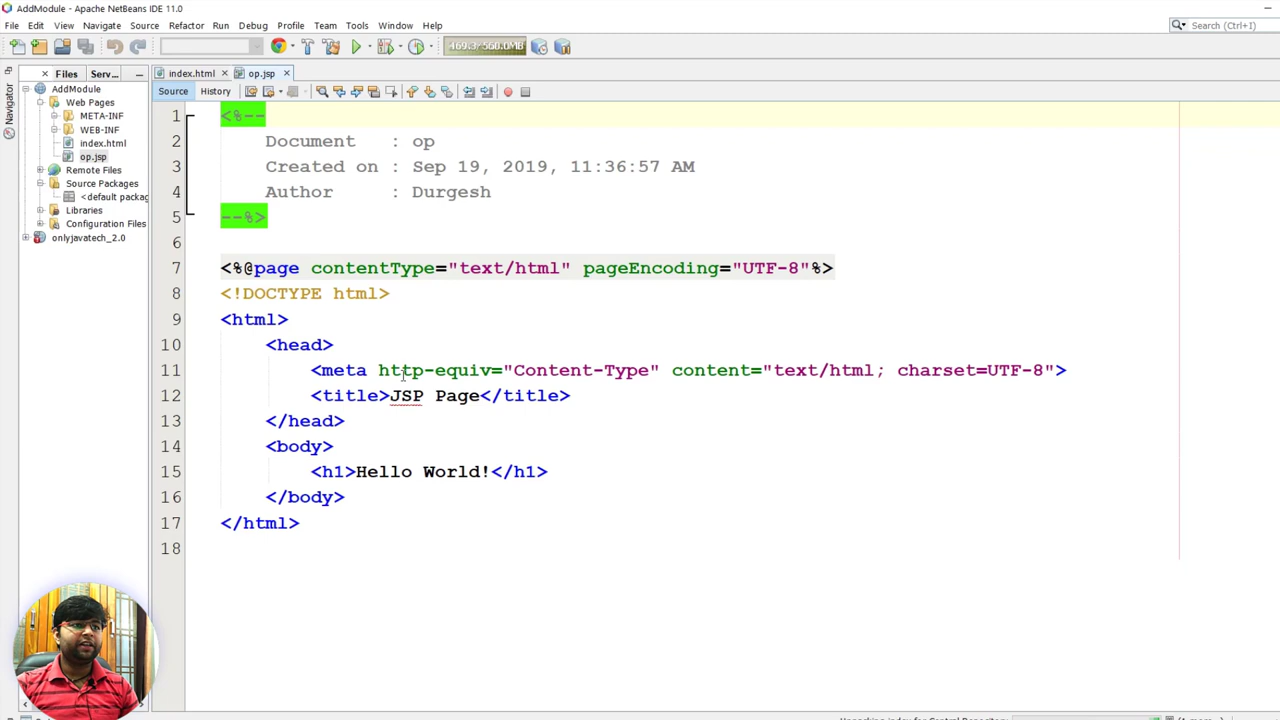 AddModule - Apache NetBeans IDE 11.0
File Edit View Navigate Source Refactor Run Debug Profile Team Tools Window Help
Search (Ctrl+I)
Files Serv...
index.html op.jsp
Source History
Navigator
AddModule
Web Pages
META-INF
WEB-INF
index.html
op.jsp
Remote Files
Source Packages
<default packag
Libraries
Configuration Files
onlyjavatech_2.0
1 <%--
2 Document : op
3 Created on : Sep 19, 2019, 11:36:57 AM
4 Author : Durgesh
5 --%>
6
7 <%@page contentType="text/html" pageEncoding="UTF-8"%>
8 <!DOCTYPE html>
9 <html>
10 <head>
11 <meta http-equiv="Content-Type" content="text/html; charset=UTF-8">
12 <title>JSP Page</title>
13 </head>
14 <body>
15 <h1>Hello World!</h1>
16 </body>
17 </html>
18